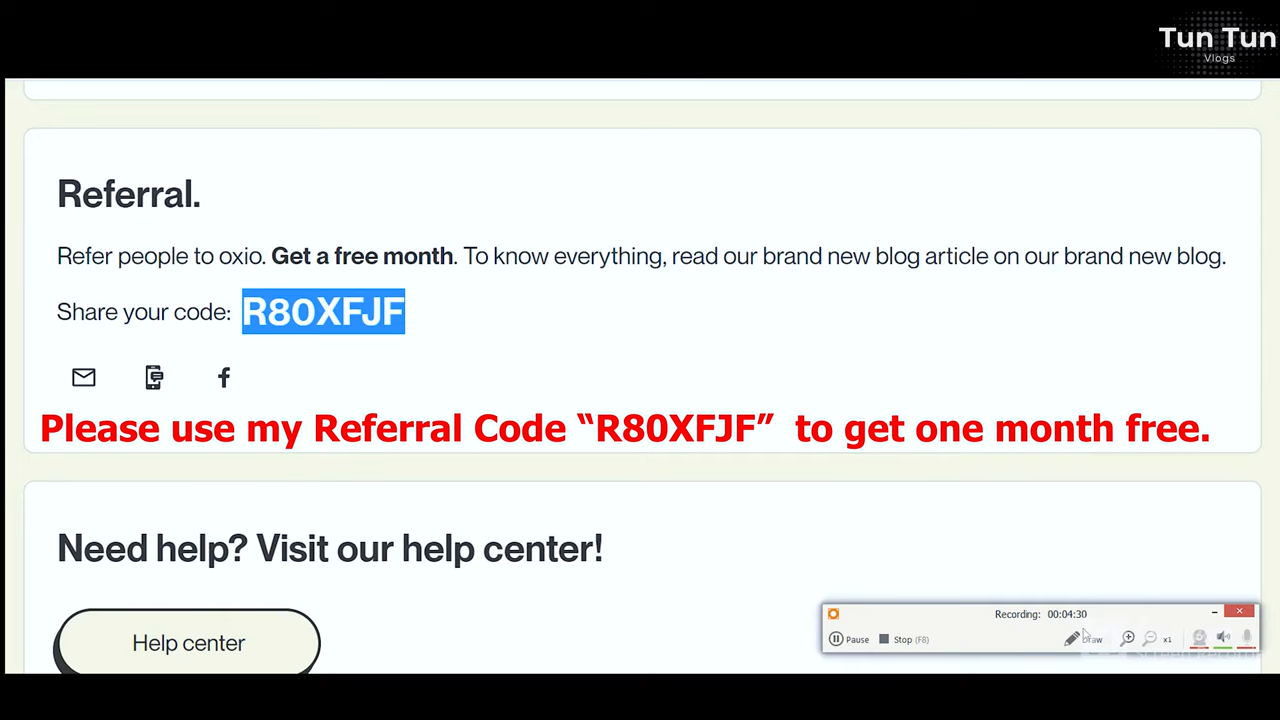 Tun Tun
Vlogs
Referral.
Refer people to oxio. Get a free month. To know everything, read our brand new blog article on our brand new blog.
Share your code: R80XFJF
Please use my Referral Code “R80XFJF” to get one month free.
Need help? Visit our help center!
Help center
Recording: 00:04:30
Pause Stop (F8) Draw x1